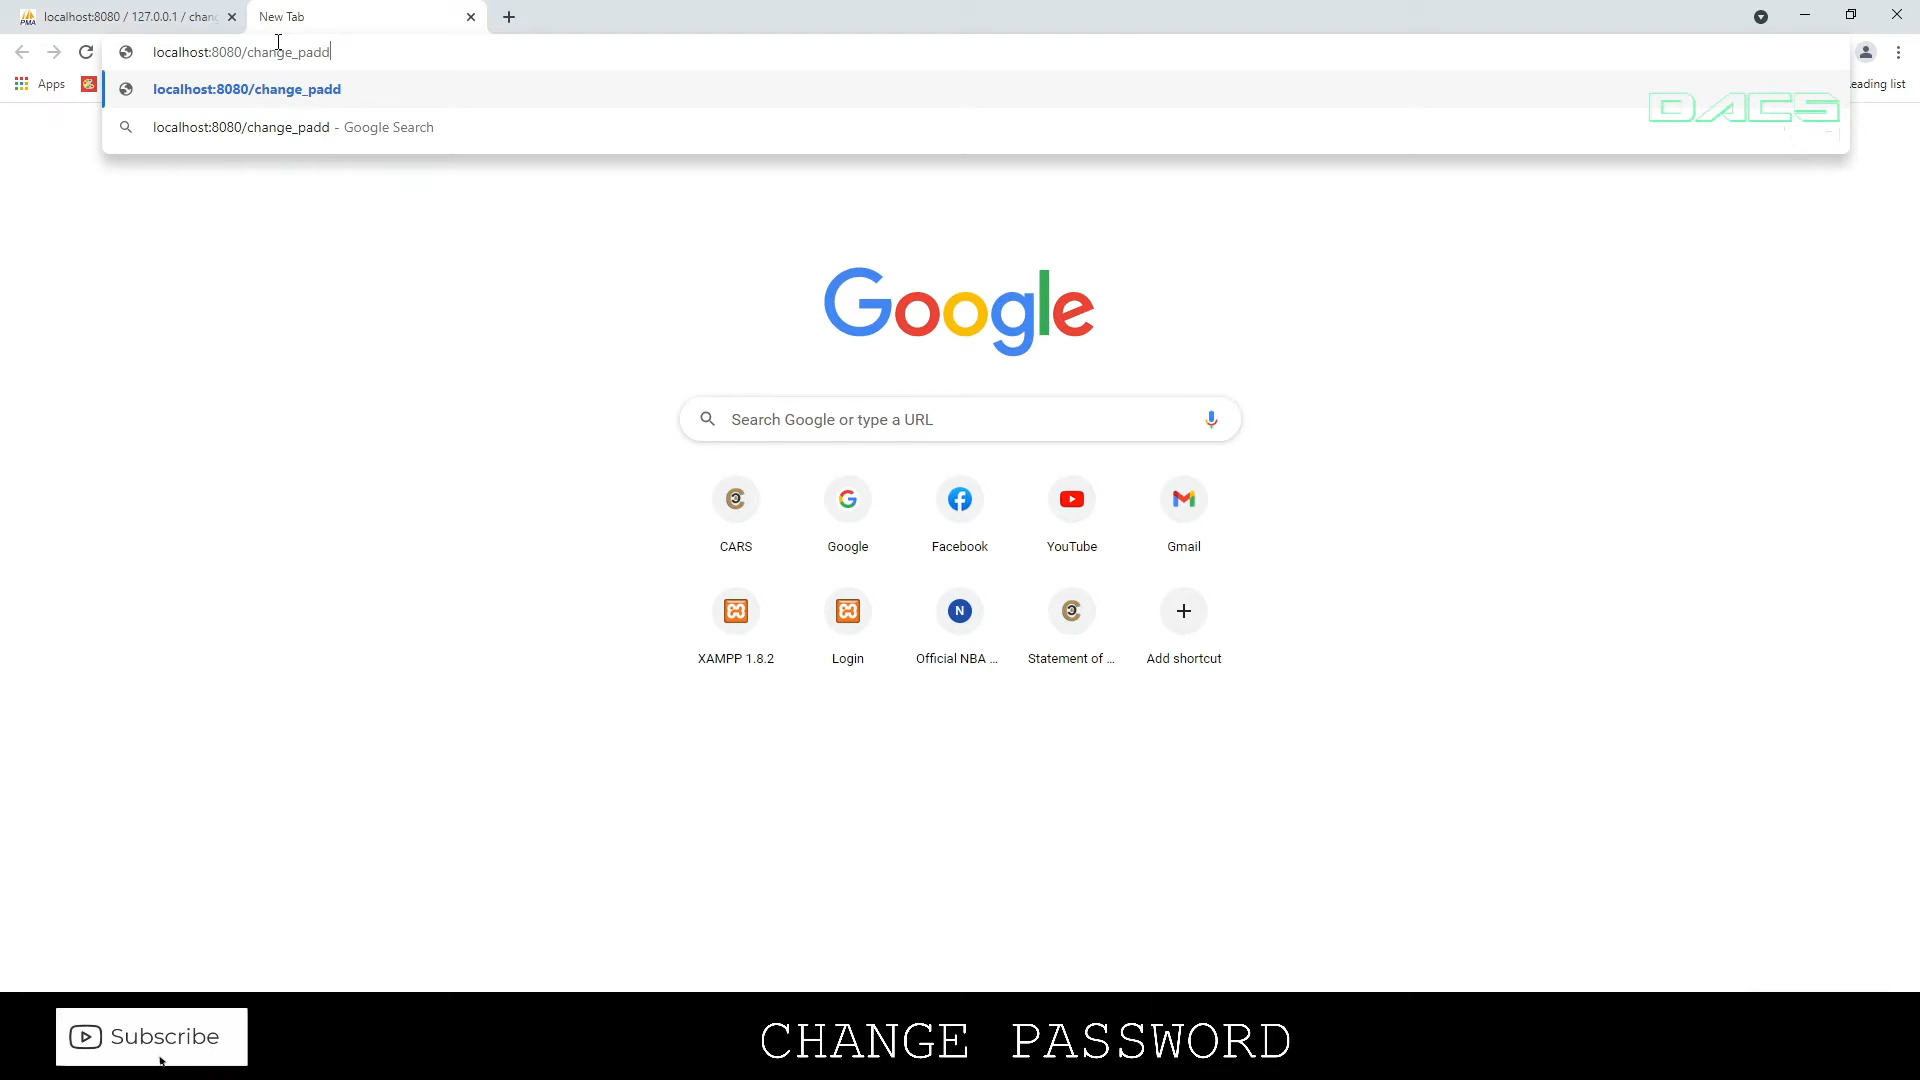 localhost:8080 / 127.0.0.1 / chan
New Tab
localhost:8080/change_padd
Apps
eading list
localhost:8080/change_padd
localhost:8080/change_padd - Google Search
DACS
Google
Search Google or type a URL
CARS
Google
Facebook
YouTube
Gmail
N
XAMPP 1.8.2
Login
Official NBA ...
Statement of ...
Add shortcut
Subscribe
CHANGE PASSWORD